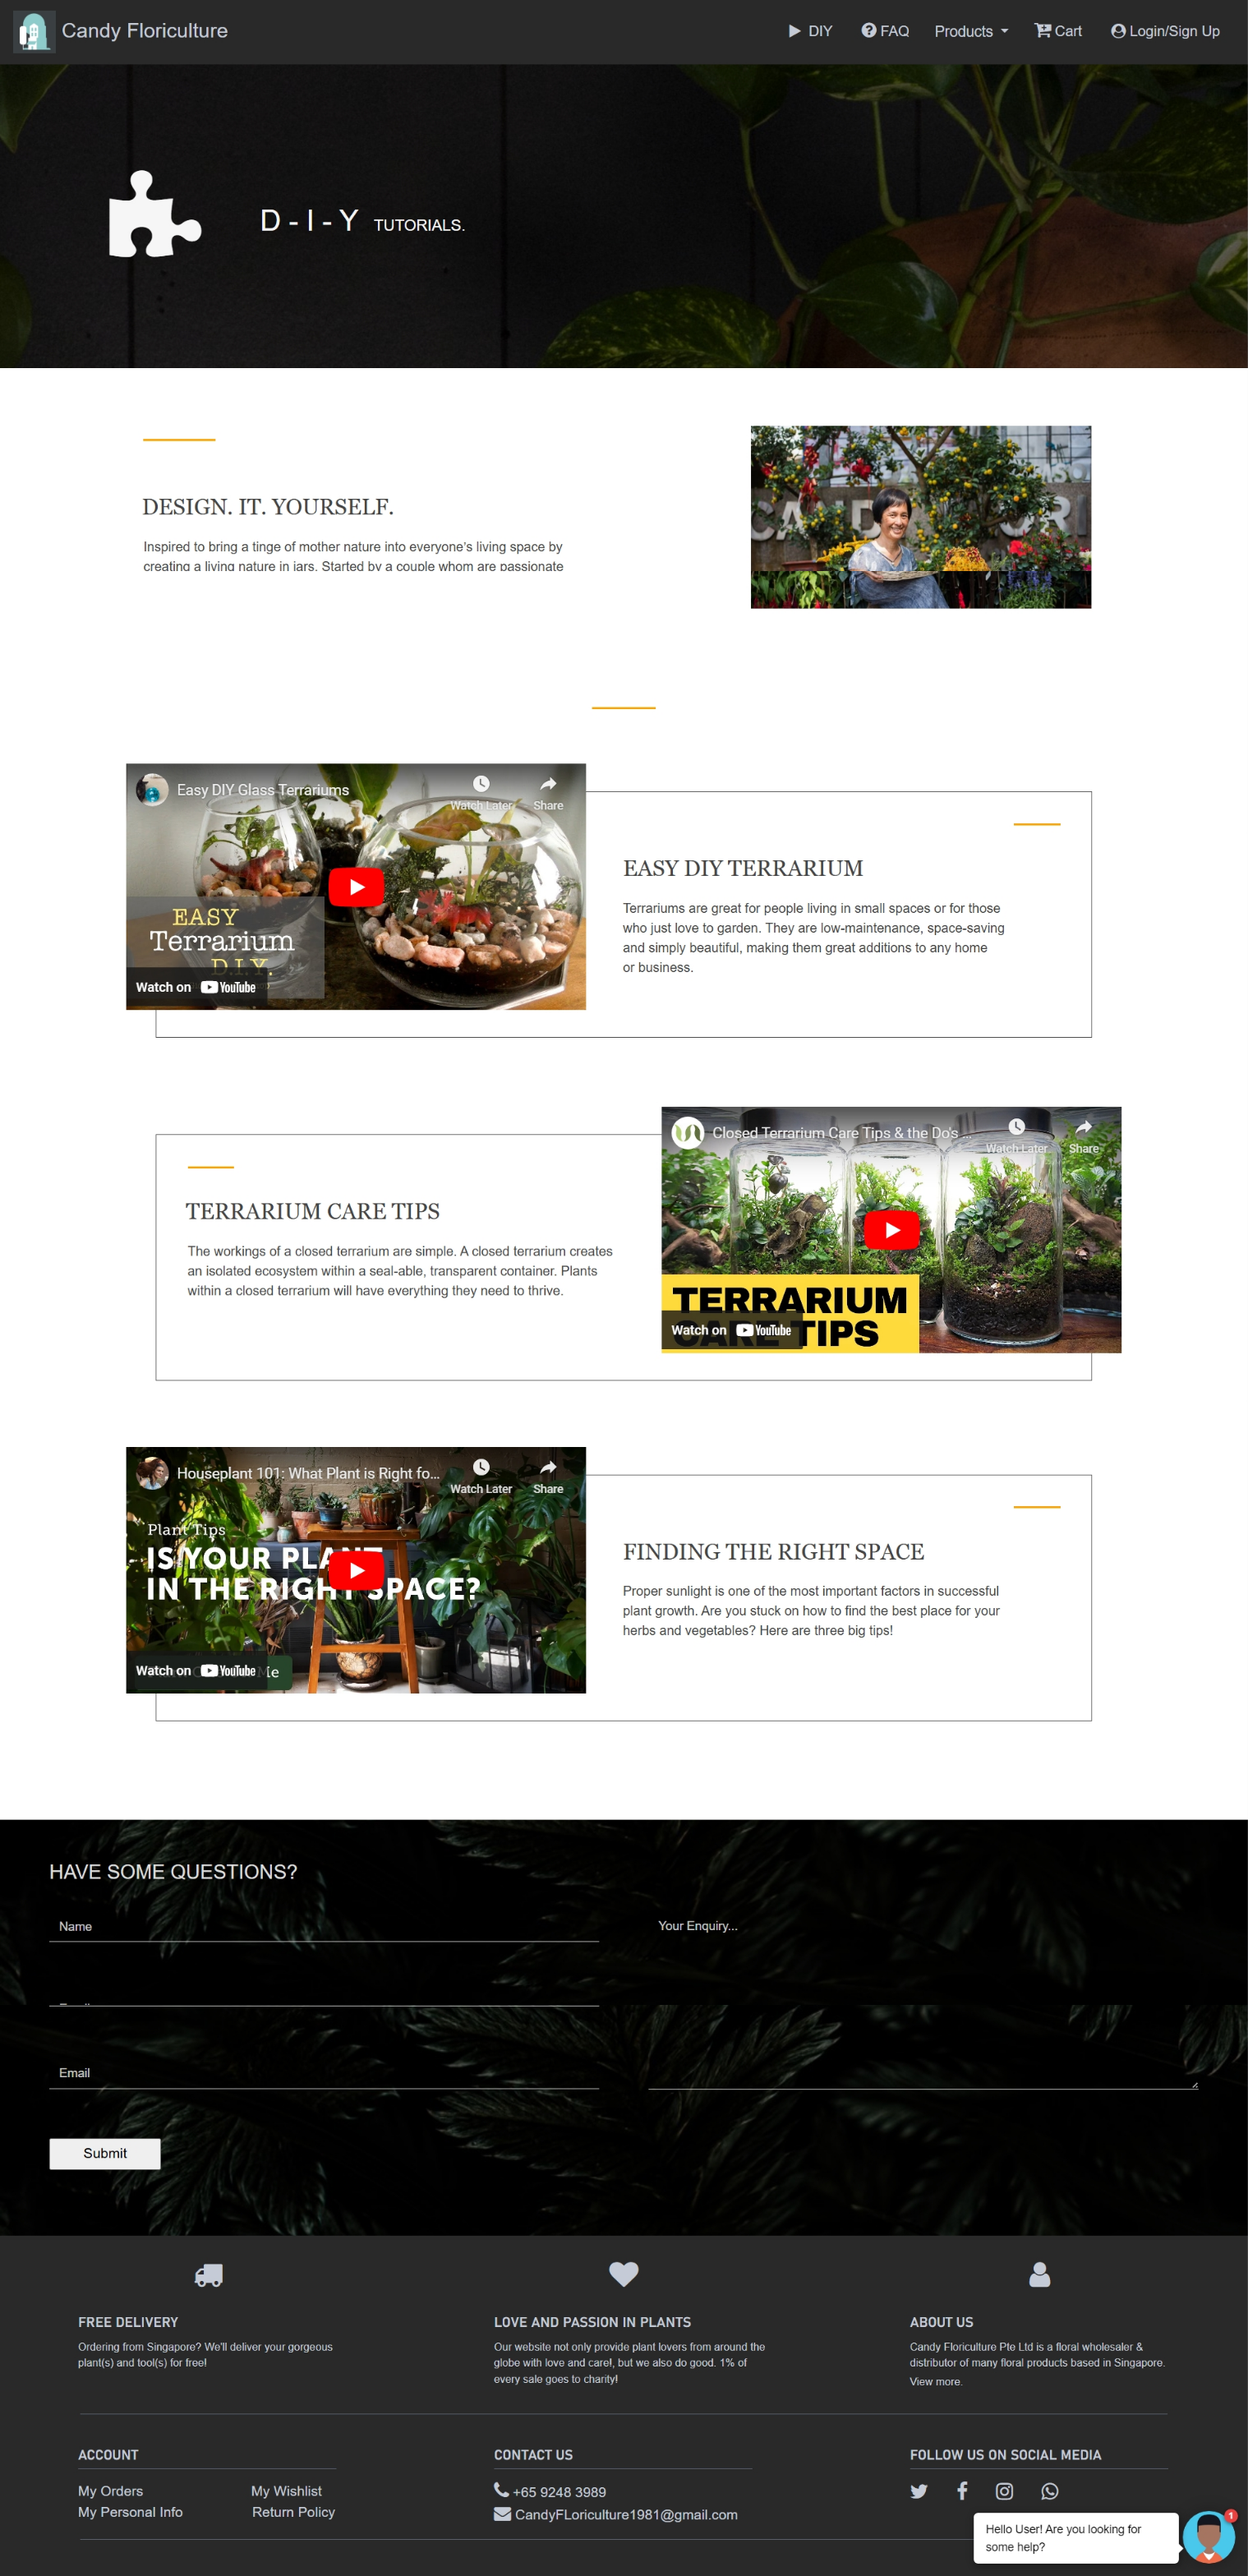 Candy Floriculture
DIY
FAQ
Products
Cart
Login/Sign Up
D - I - Y TUTORIALS.
DESIGN. IT. YOURSELF.
Inspired to bring a tinge of mother nature into everyone's living space by
creating a living nature in jars. Started by a couple whom are passionate
Easy DIY Glass Terrariums
Watch Later
Share
EASY
Terrarium
D.I.Y.
Watch on YouTube
EASY DIY TERRARIUM
Terrariums are great for people living in small spaces or for those
who just love to garden. They are low-maintenance, space-saving
and simply beautiful, making them great additions to any home
or business.
TERRARIUM CARE TIPS
The workings of a closed terrarium are simple. A closed terrarium creates
an isolated ecosystem within a seal-able, transparent container. Plants
within a closed terrarium will have everything they need to thrive.
Closed Terrarium Care Tips & the Do's ...
Watch Later
Share
TERRARIUM
CARE TIPS
Watch on YouTube
Houseplant 101: What Plant is Right fo...
Watch Later
Share
Plant Tips
IS YOUR PLANT
IN THE RIGHT SPACE?
Watch on YouTube
FINDING THE RIGHT SPACE
Proper sunlight is one of the most important factors in successful
plant growth. Are you stuck on how to find the best place for your
herbs and vegetables? Here are three big tips!
HAVE SOME QUESTIONS?
Name
Your Enquiry...
Email
Submit
FREE DELIVERY
Ordering from Singapore? We'll deliver your gorgeous
plant(s) and tool(s) for free!
LOVE AND PASSION IN PLANTS
Our website not only provide plant lovers from around the
globe with love and care!, but we also do good. 1% of
every sale goes to charity!
ABOUT US
Candy Floriculture Pte Ltd is a floral wholesaler &
distributor of many floral products based in Singapore.
View more.
ACCOUNT
My Orders
My Wishlist
My Personal Info
Return Policy
CONTACT US
+65 9248 3989
CandyFLoriculture1981@gmail.com
FOLLOW US ON SOCIAL MEDIA
Hello User! Are you looking for
some help?
1